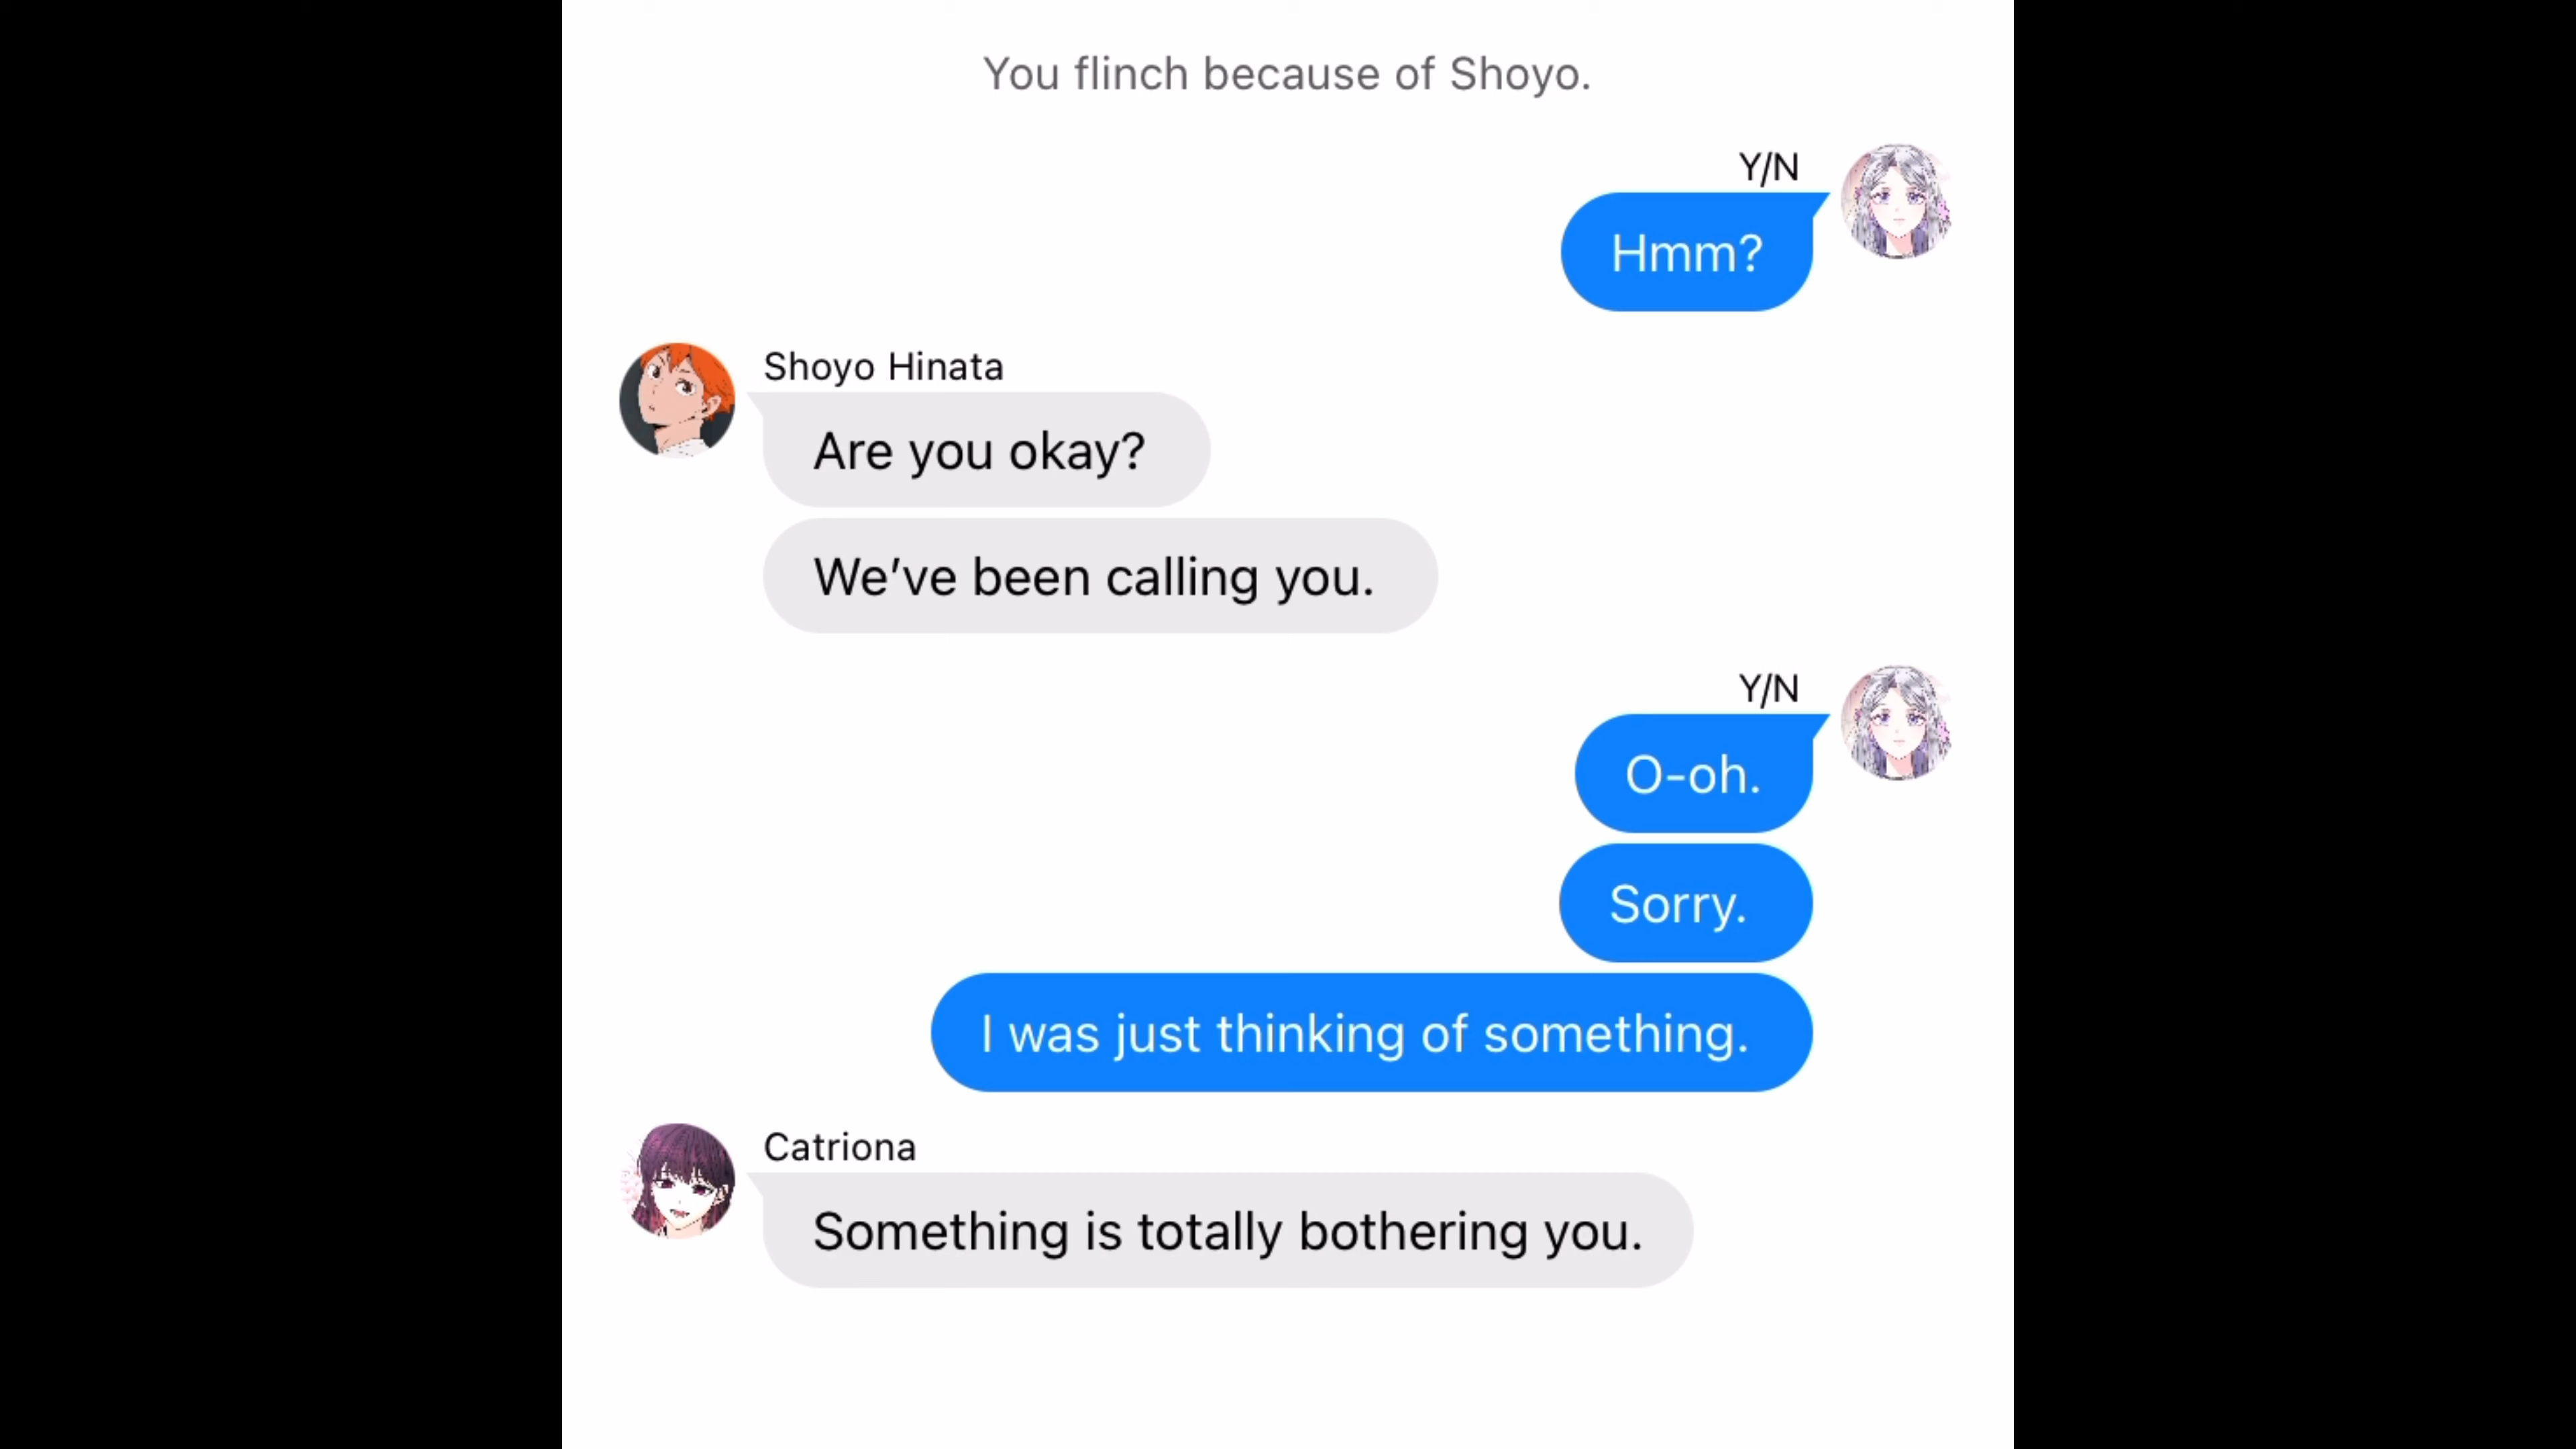 You flinch because of Shoyo.
Y/N
Hmm?
Shoyo Hinata
Are you okay?
We’ve been calling you.
Y/N
O-oh.
Sorry.
I was just thinking of something.
Catriona
Something is totally bothering you.